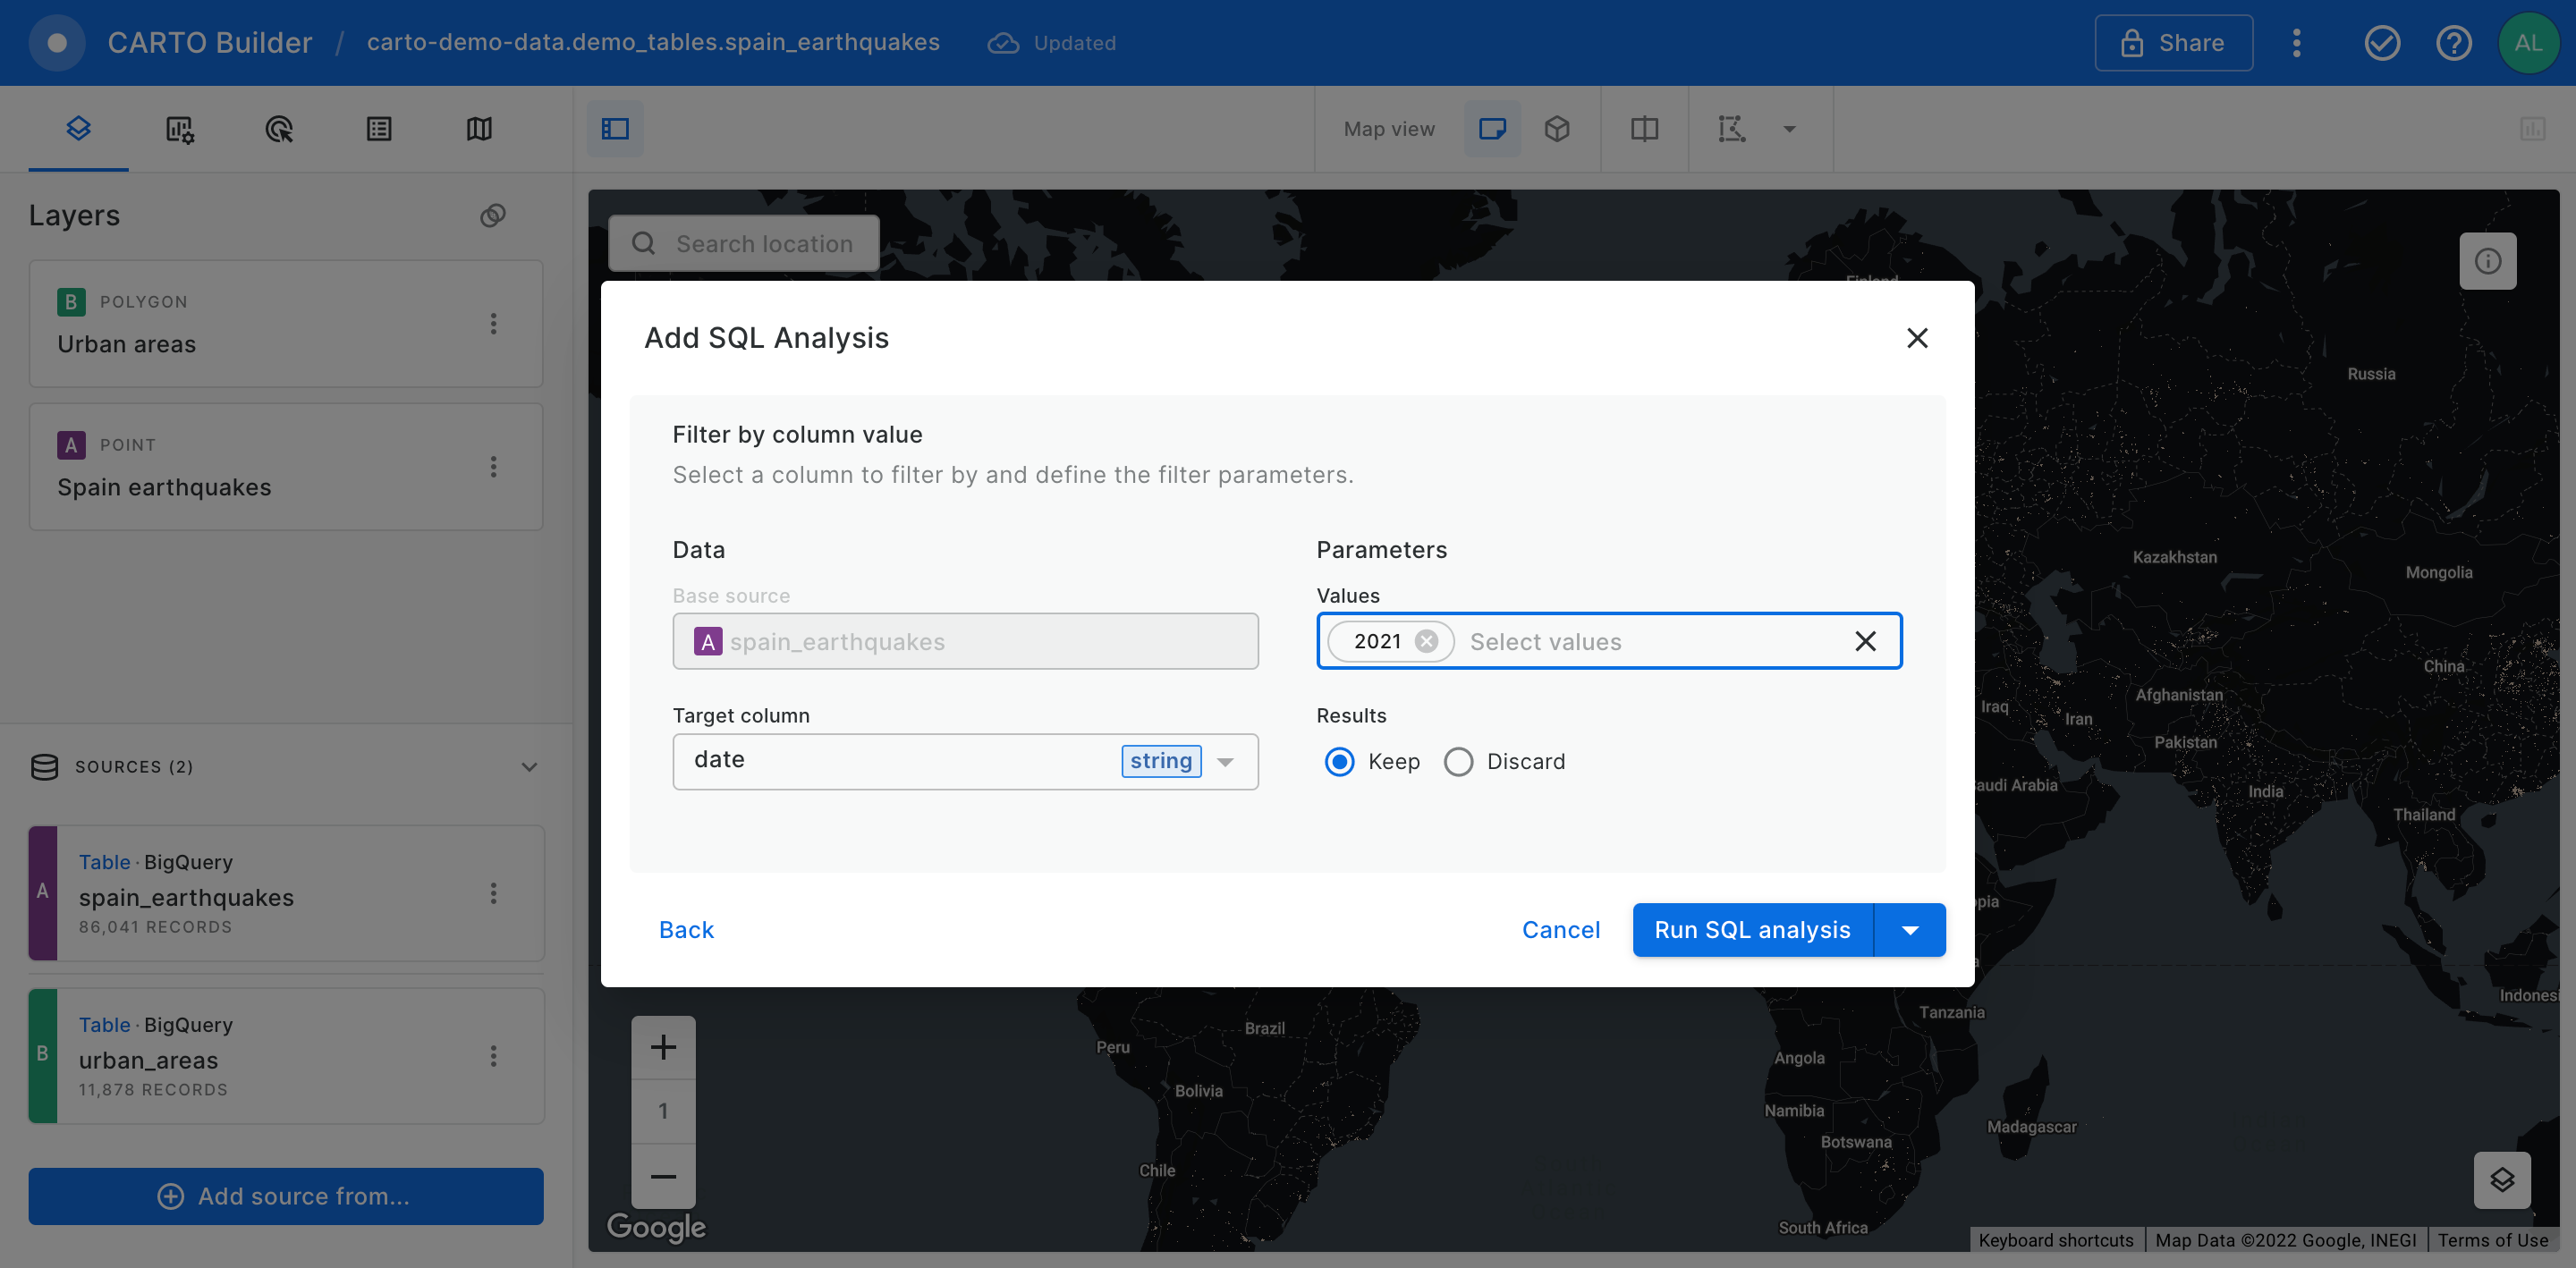 CARTO Builder / carto-demo-data.demo_tables.spain_earthquakes Updated Share AL
Map view
Layers
Search location
B POLYGON
Urban areas
A POINT
Spain earthquakes
SOURCES (2)
A
Table · BigQuery
spain_earthquakes
86,041 RECORDS
B
Table · BigQuery
urban_areas
11,878 RECORDS
Add source from...
Add SQL Analysis
Filter by column value
Select a column to filter by and define the filter parameters.
Data
Base source
A spain_earthquakes
Target column
date string
Parameters
Values
2021 Select values
Results
Keep Discard
Back
Cancel
Run SQL analysis
Finland
Russia
Kazakhstan
Mongolia
China
Afghanistan
Iraq
Iran
Pakistan
audi Arabia
India
Thailand
opia
a
Indonesi
Tanzania
Brazil
Peru
Angola
Bolivia
Namibia
Madagascar
Botswana
Chile
South Africa
1
Google
Keyboard shortcuts
Map Data ©2022 Google, INEGI
Terms of Use